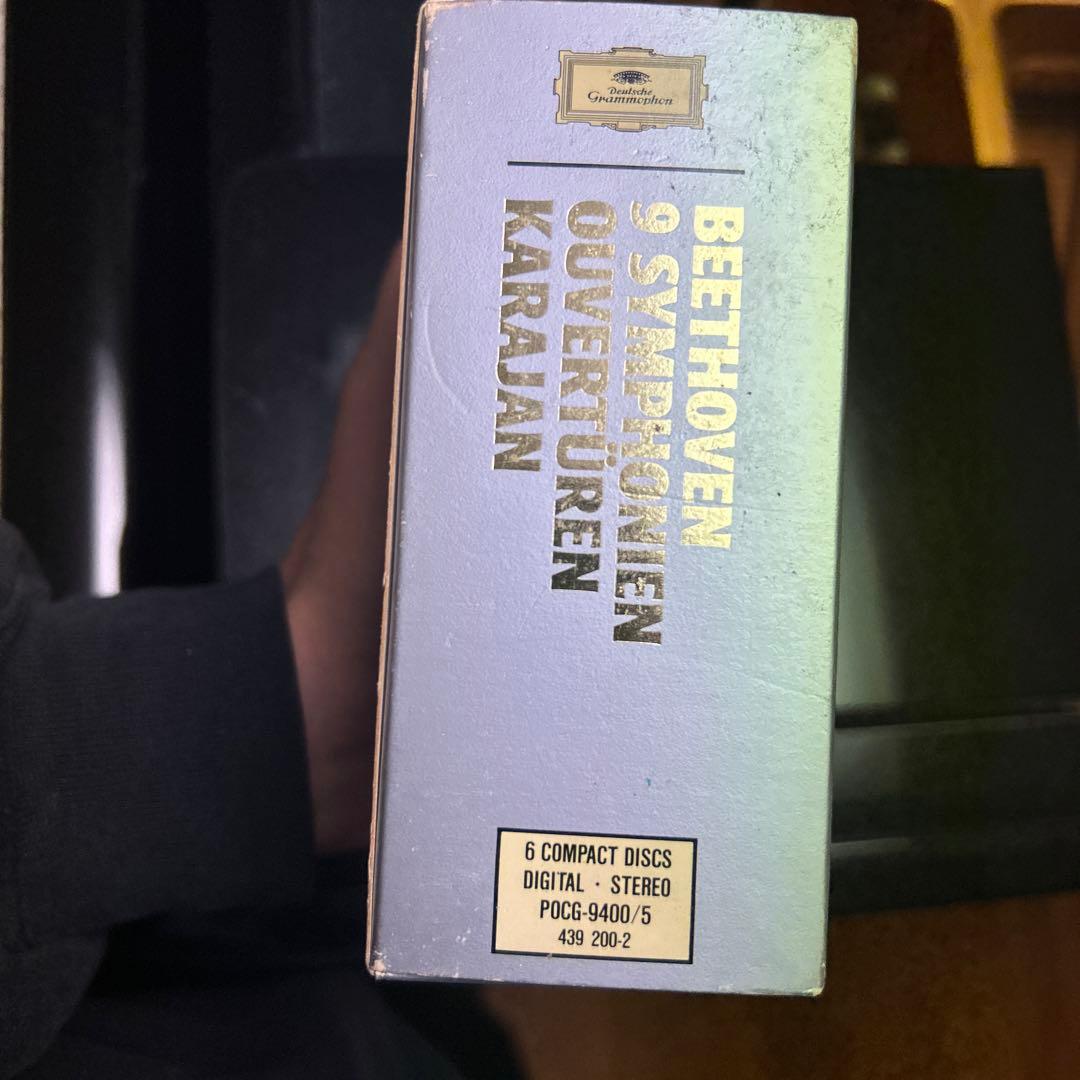 Deutsche
Grammophon
BEETHOVEN
9 SYMPHONIEN
OUVERTÜREN
KARAJAN
6 COMPACT DISCS
DIGITAL · STEREO
POCG-9400/5
439 200-2